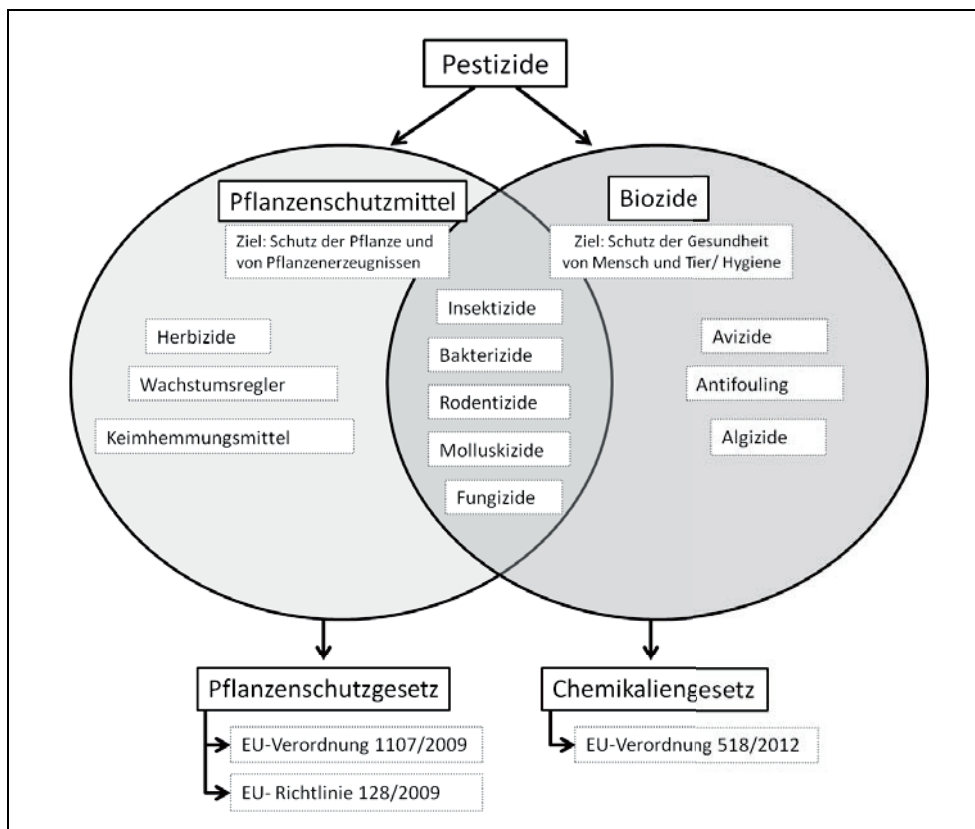 Pestizide
Pflanzenschutzmittel
Ziel: Schutz der Pflanze und
von Pflanzenerzeugnissen
Biozide
Ziel: Schutz der Gesundheit
von Mensch und Tier/ Hygiene
Herbizide
Wachstumsregler
Keimhemmungsmittel
Insektizide
Bakterizide
Rodentizide
Molluskizide
Fungizide
Avizide
Antifouling
Algizide
Pflanzenschutzgesetz
EU-Verordnung 1107/2009
EU- Richtlinie 128/2009
Chemikaliengesetz
EU-Verordnung 518/2012